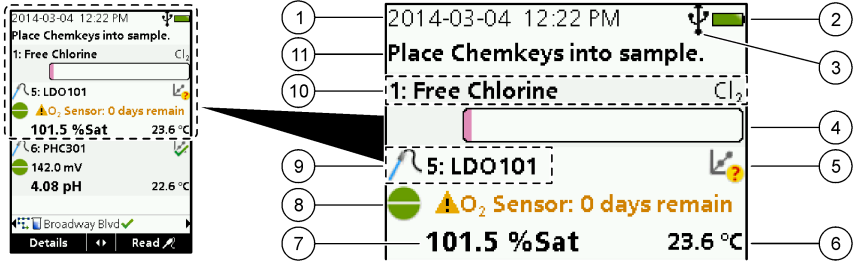 2014-03-04 12:22 PM
Place Chemkeys into sample.
1: Free Chlorine Cl₂
5: LDO101
O₂ Sensor: 0 days remain
101.5 %Sat 23.6 °C
6: PHC301
142.0 mV
4.08 pH 22.6 °C
Broadway Blvd
Details Read
1
11
10
9
8
7
2014-03-04 12:22 PM
Place Chemkeys into sample.
1: Free Chlorine Cl₂
5: LDO101
O₂ Sensor: 0 days remain
101.5 %Sat 23.6 °C
2
3
4
5
6